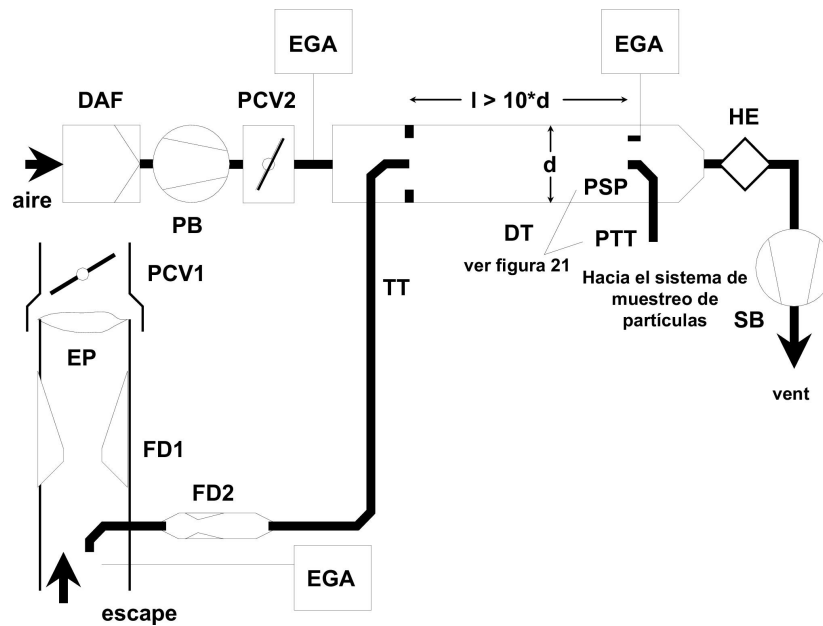 EGA
EGA
DAF
PCV2
l > 10*d
HE
aire
PB
d
PSP
DT
PTT
ver figura 21
PCV1
TT
Hacia el sistema de
muestreo de
partículas
SB
EP
vent
FD1
FD2
EGA
escape